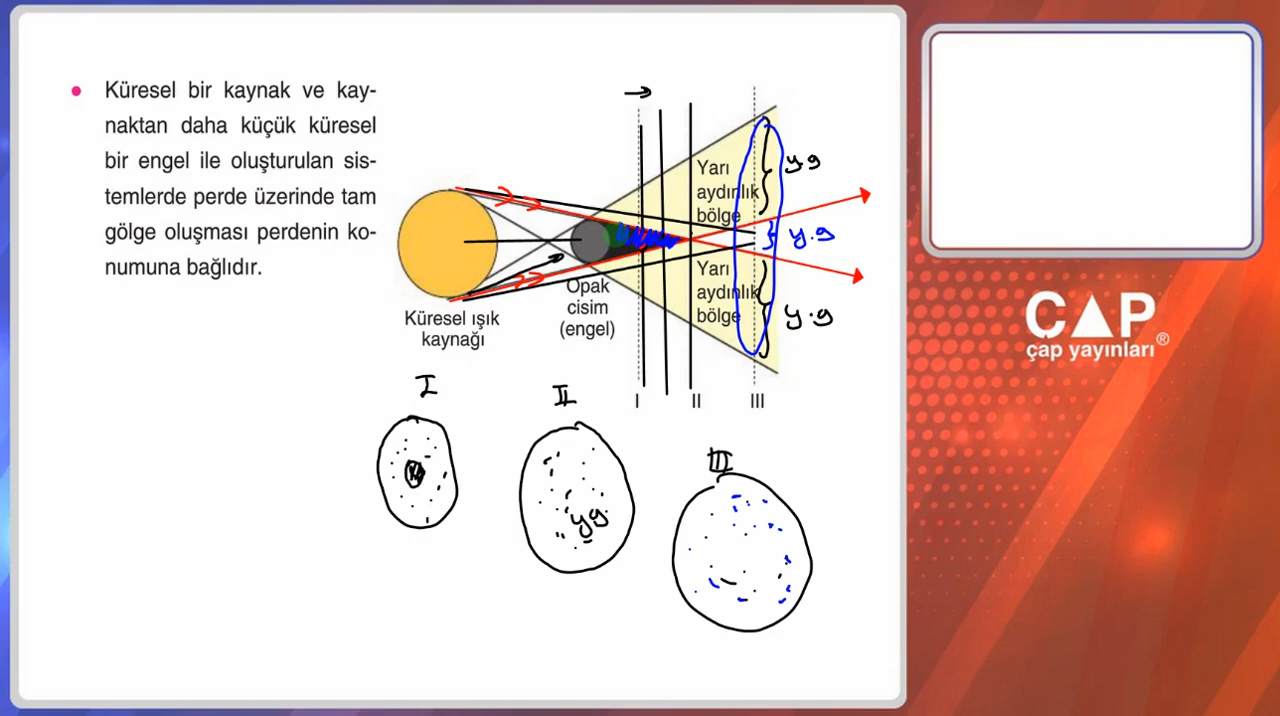 Küresel bir kaynak ve kay-
naktan daha küçük küresel
bir engel ile oluşturulan sis-
temlerde perde üzerinde tam
gölge oluşması perdenin ko-
numuna bağlıdır.
Yarı
aydınlık
bölge
y.g
y.g
Yarı
aydınlık
bölge
y.g
Opak
cisim
(engel)
Küresel ışık
kaynağı
I
II
III
I
II
yg
III
ÇAP
çap yayınları®